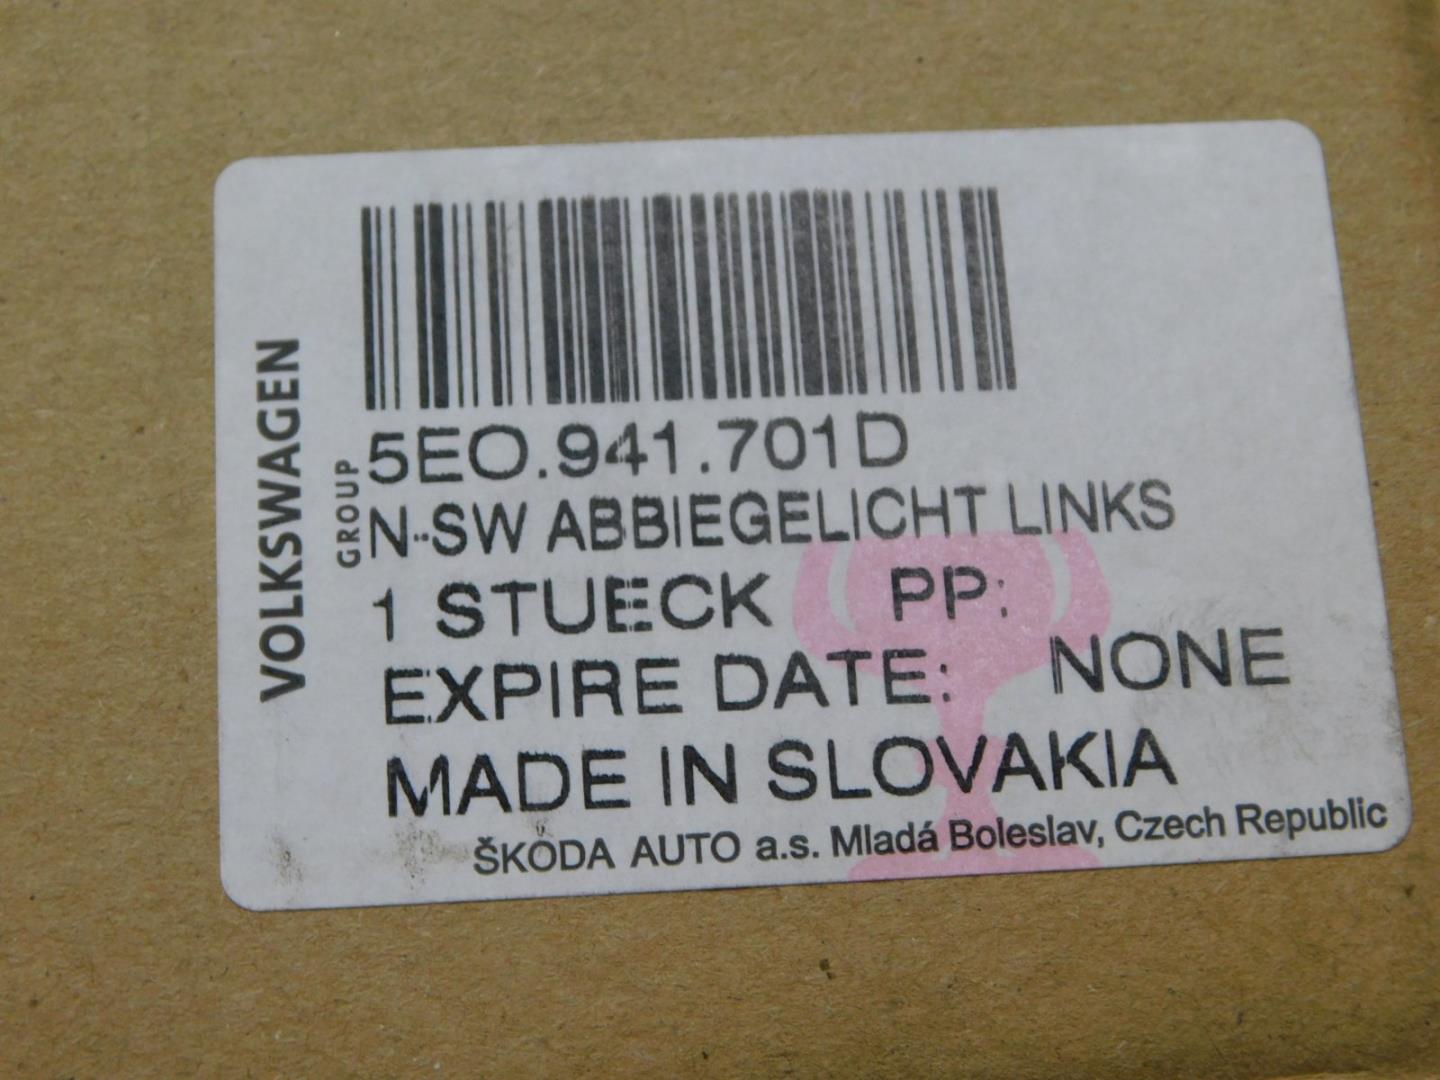 VOLKSWAGEN
GROUP
5E0.941.701D
N-SW ABBIEGELICHT LINKS
1 STUECK PP:
EXPIRE DATE: NONE
MADE IN SLOVAKIA
ŠKODA AUTO a.s. Mladá Boleslav, Czech Republic